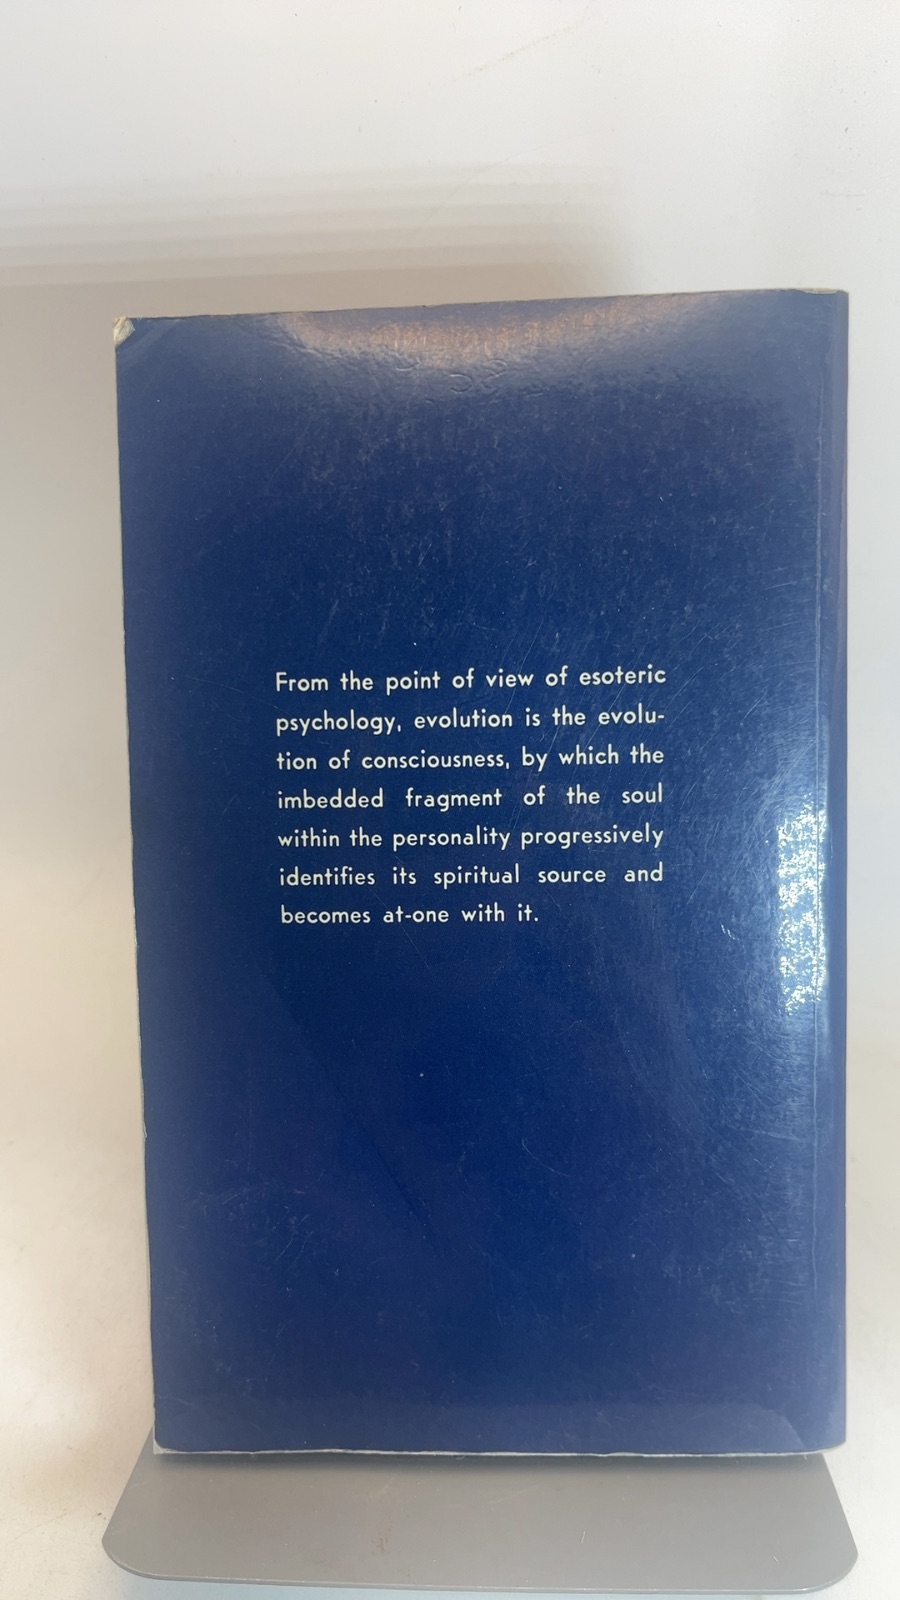 From the point of view of esoteric
psychology, evolution is the evolu-
tion of consciousness, by which the
imbedded fragment of the soul
within the personality progressively
identifies its spiritual source and
becomes at-one with it.